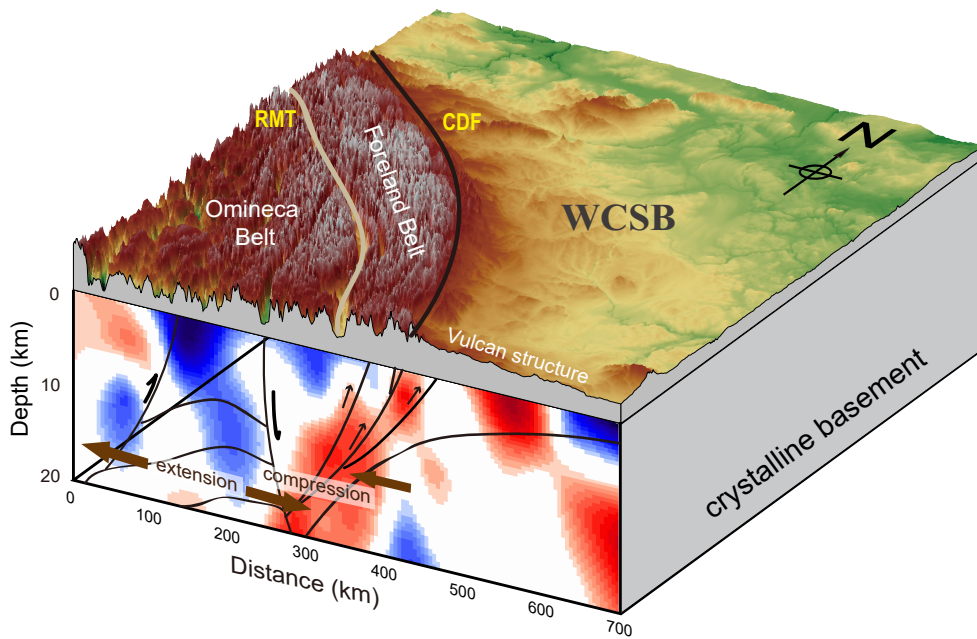 RMT
CDF
N
Foreland Belt
Omineca
Belt
WCSB
Vulcan structure
crystalline basement
Depth (km)
0
10
20
extension
compression
0
100
200
300
400
500
600
700
Distance (km)